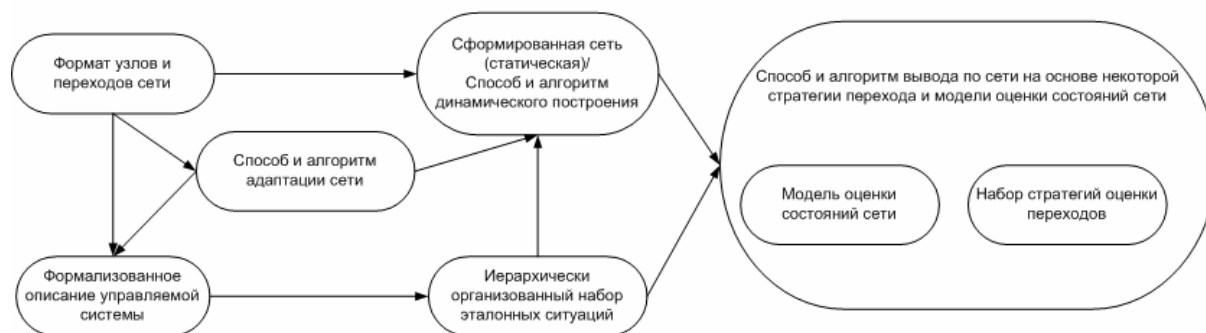 Формат узлов и
переходов сети
Сформированная сеть
(статическая)/
Способ и алгоритм
динамического построения
Способ и алгоритм
адаптации сети
Формализованное
описание управляемой
системы
Иерархически
организованный набор
эталонных ситуаций
Способ и алгоритм вывода по сети на основе некоторой
стратегии перехода и модели оценки состояний сети
Модель оценки
состояний сети
Набор стратегий оценки
переходов